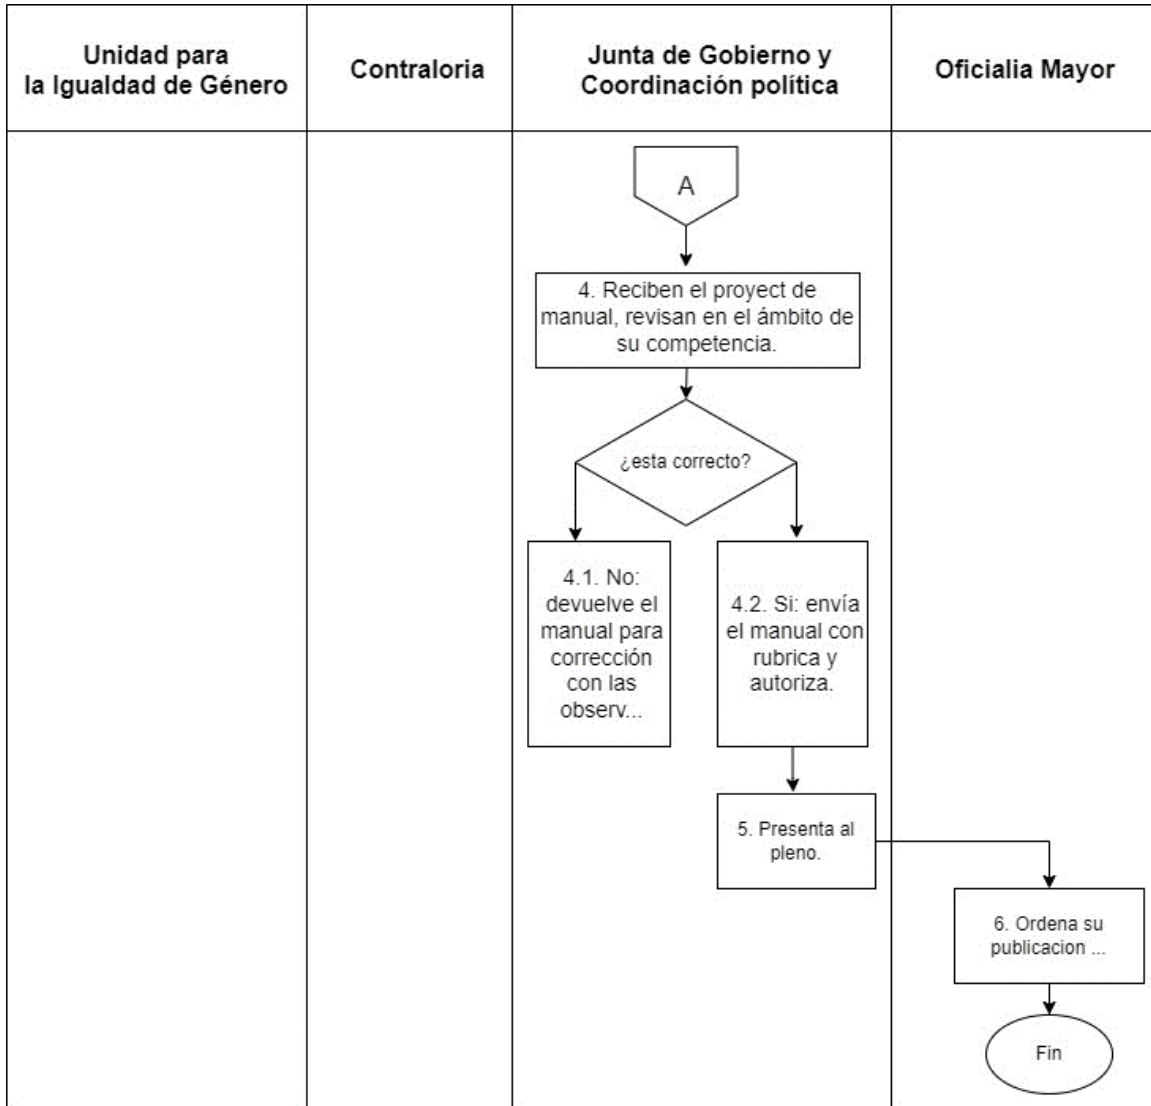 Unidad para
la Igualdad de Género
Contraloria
Junta de Gobierno y
Coordinación política
Oficialia Mayor
A
4. Reciben el proyect de
manual, revisan en el ámbito de
su competencia.
¿esta correcto?
4.1. No:
devuelve el
manual para
corrección
con las
observ...
4.2. Si: envía
el manual con
rubrica y
autoriza.
5. Presenta al
pleno.
6. Ordena su
publicacion ...
Fin